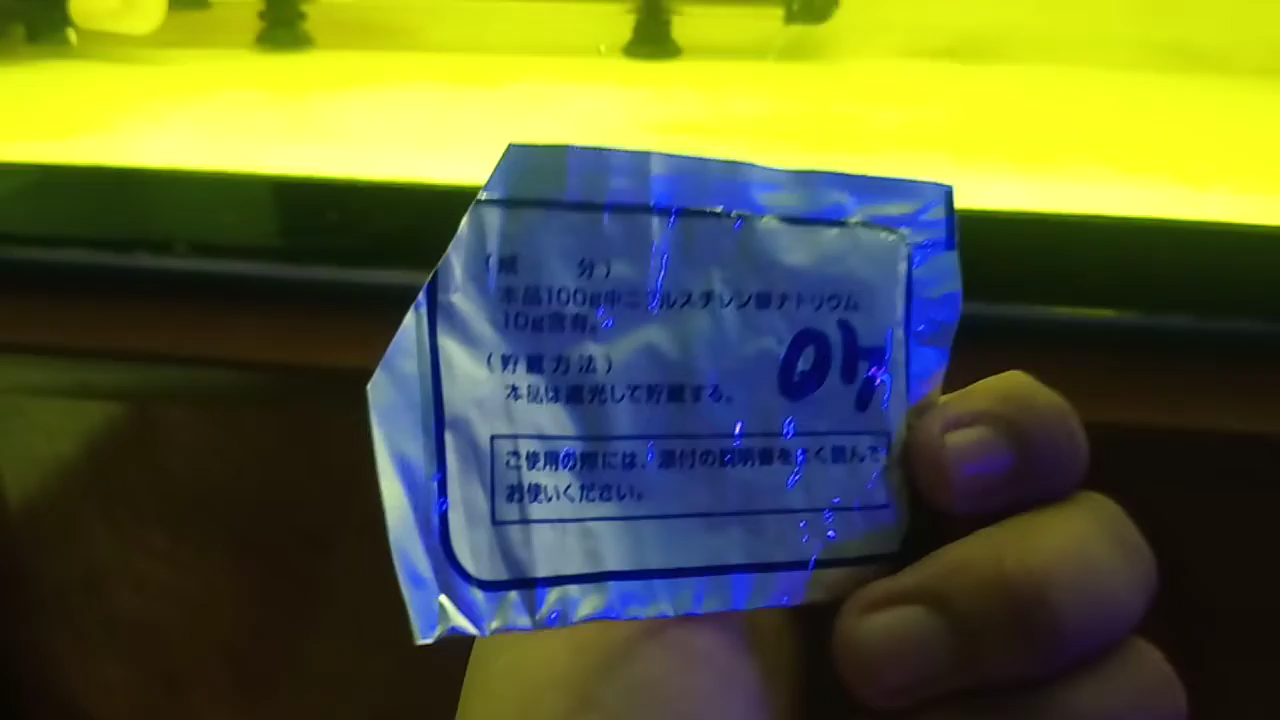 （成　　分）
本品100g中ニフルスチレン酸ナトリウム
10g含有。
（貯蔵方法）
本品は遮光して貯蔵する。
ご使用の際には、添付の説明書をよく読んで
お使いください。